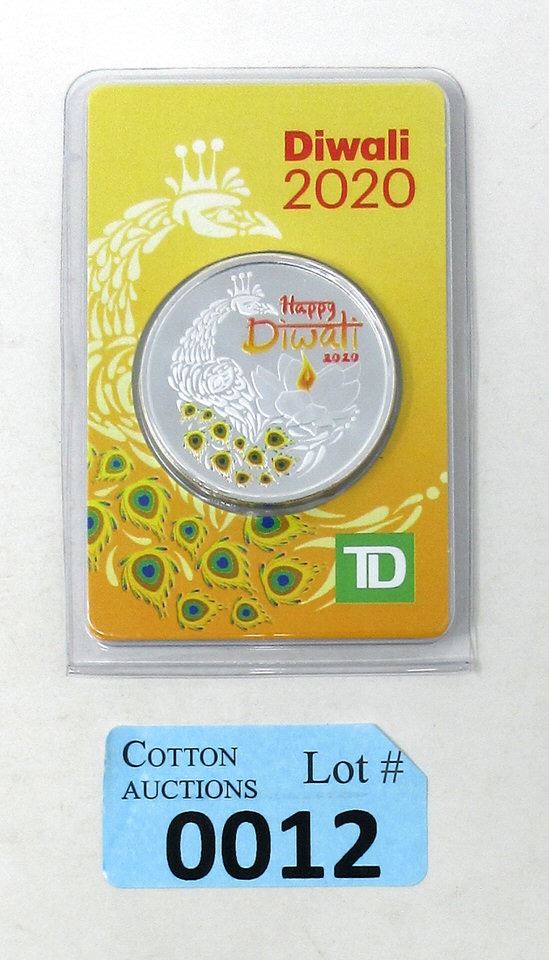 Diwali
2020
Happy
Diwali
2020
TD
COTTON
AUCTIONS
Lot #
0012